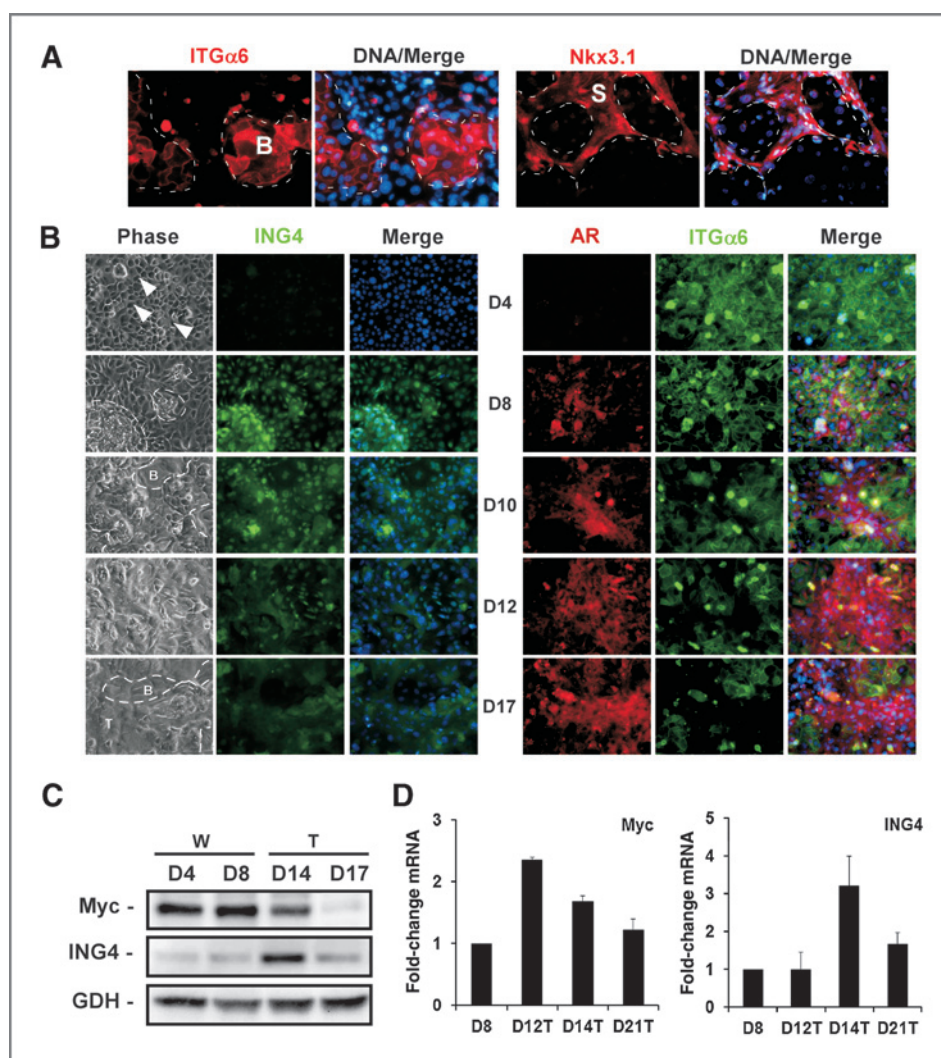 A
ITGα6 DNA/Merge Nkx3.1 DNA/Merge
B S
B
Phase ING4 Merge AR ITGα6 Merge
D4
D8
B
D10
D12
B
T
D17
C
W T
D4 D8 D14 D17
Myc -
ING4 -
GDH -
D
Fold-change mRNA
3
2
1
0
Myc
D8 D12T D14T D21T
Fold-change mRNA
5
4
3
2
1
0
ING4
D8 D12T D14T D21T